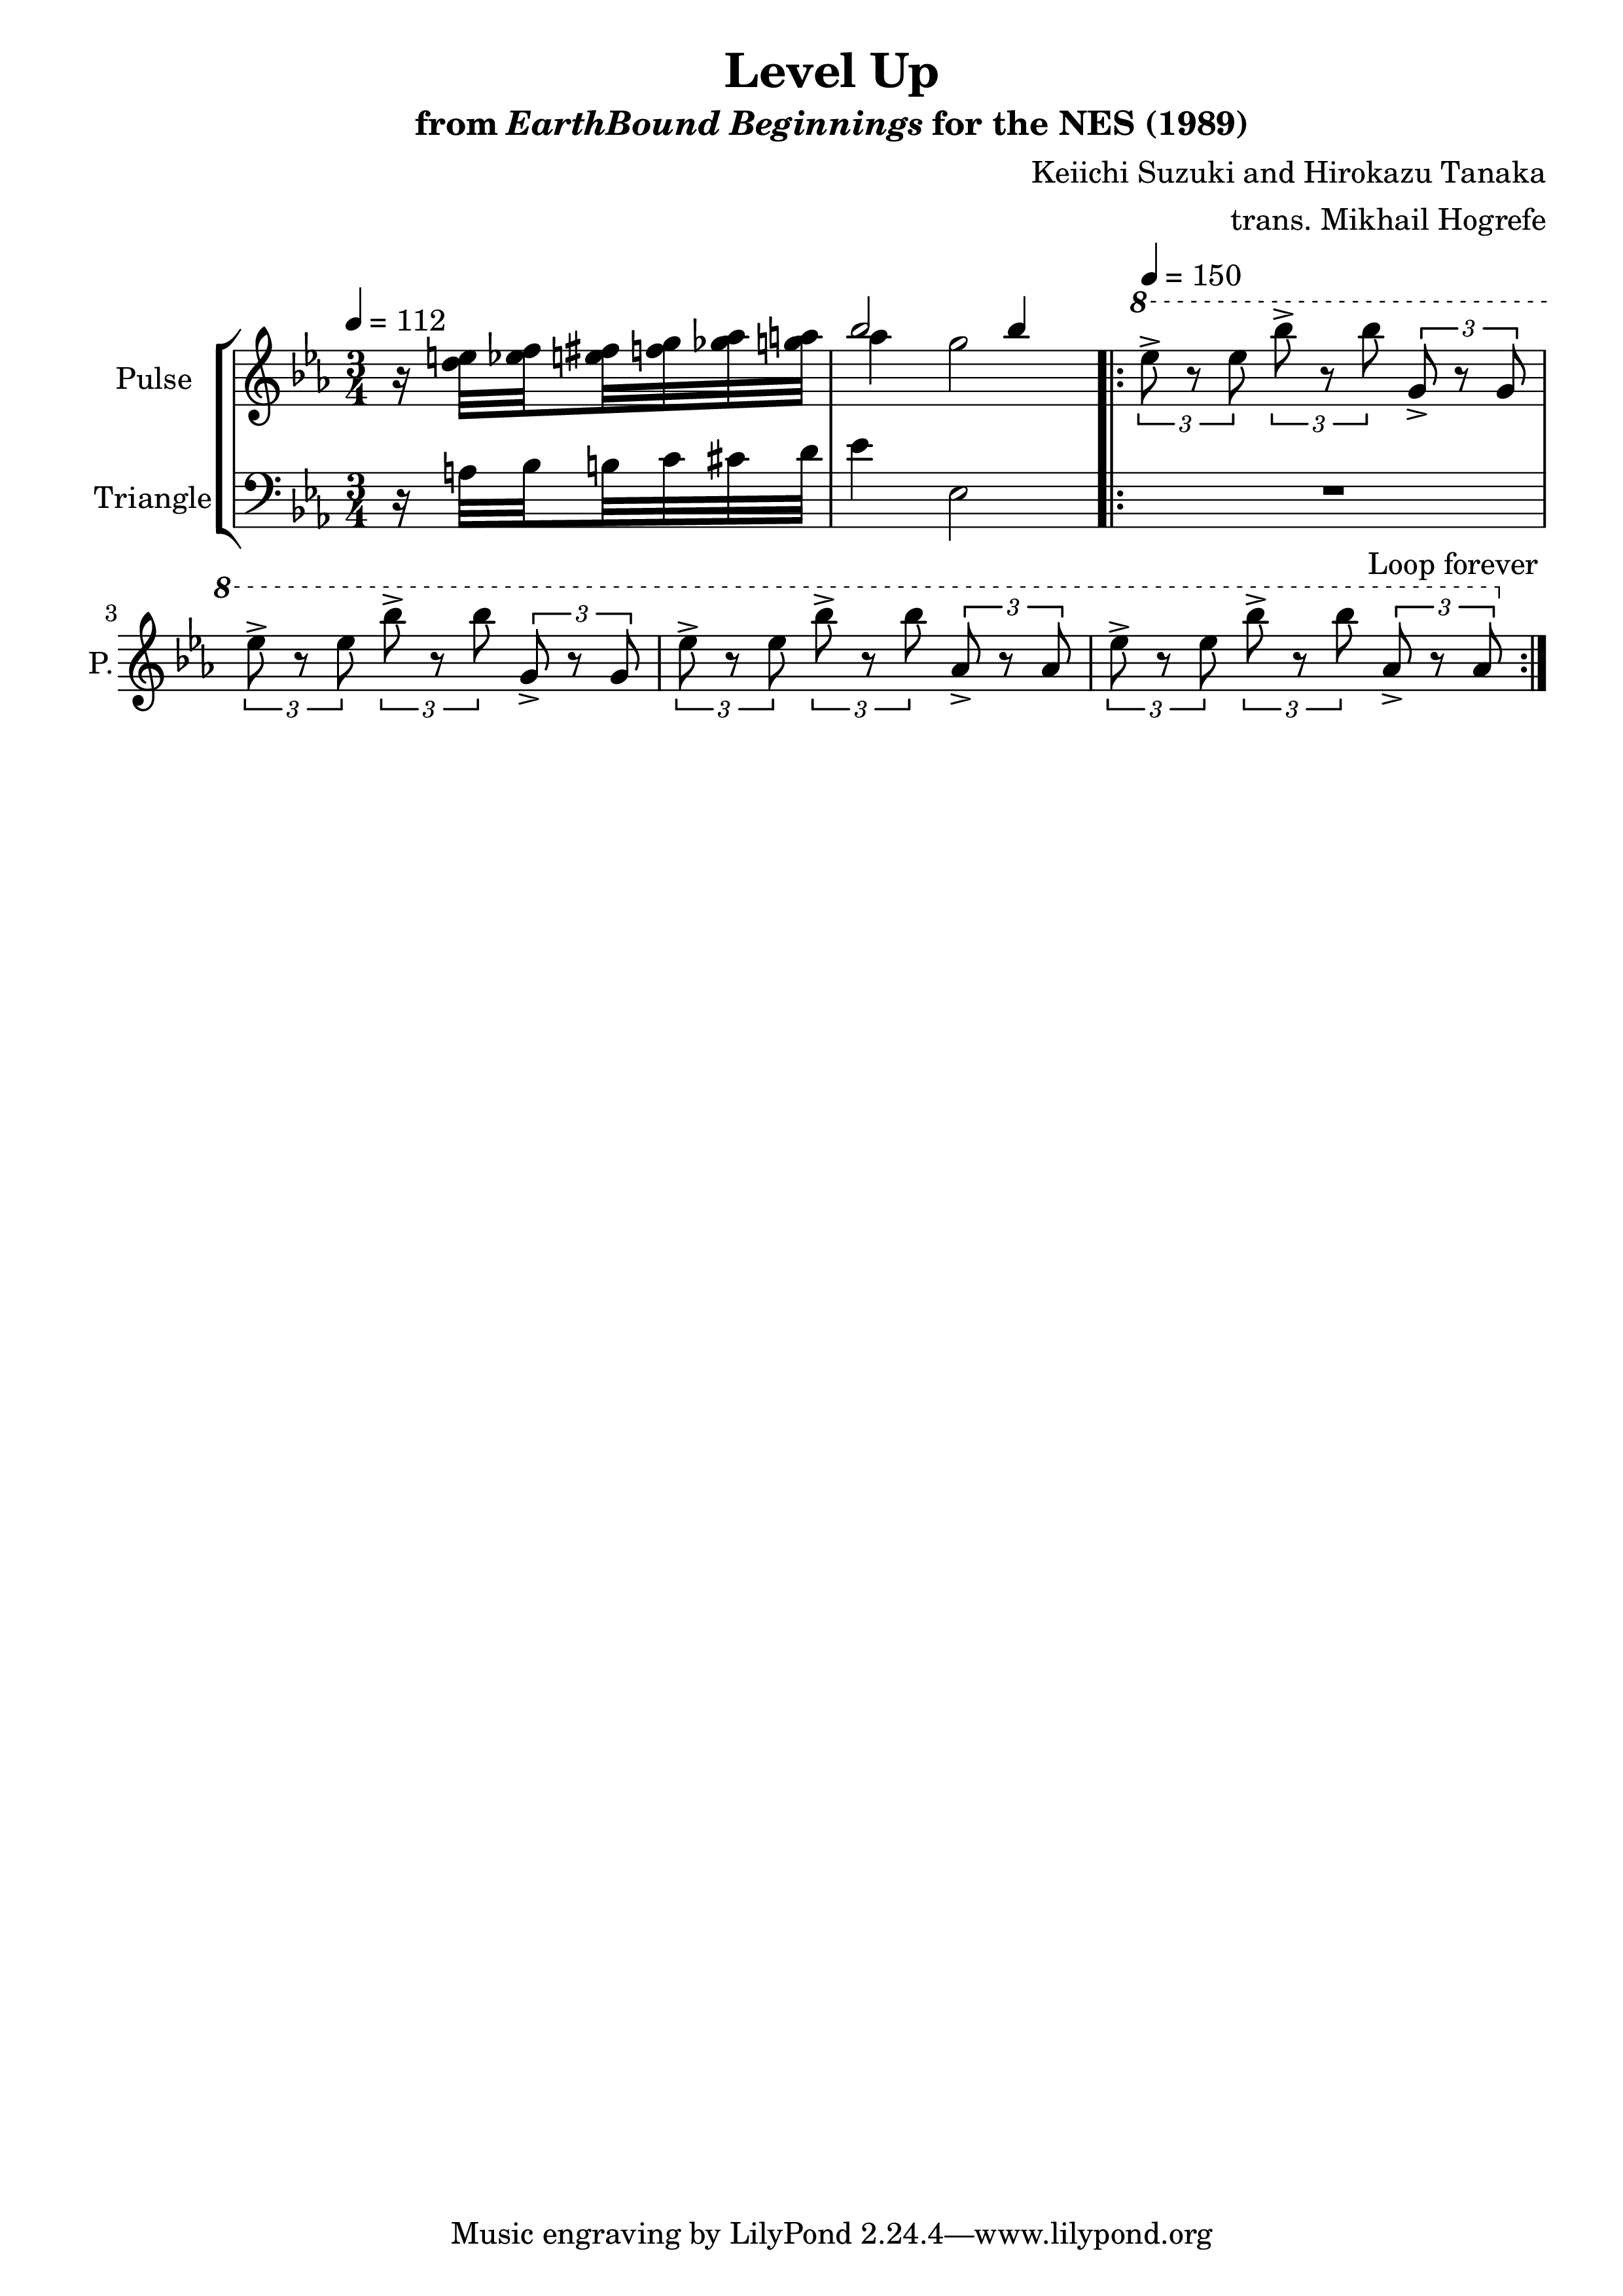 Level Up
from EarthBound Beginnings for the NES (1989)
Keiichi Suzuki and Hirokazu Tanaka
trans. Mikhail Hogrefe
♩ = 150
♩ = 112
8
Pulse
3 4
3 3 3
Triangle
3 4
Loop forever
8
3
P.
3 3 3 3 3 3 3 3 3
Music engraving by LilyPond 2.24.4—www.lilypond.org